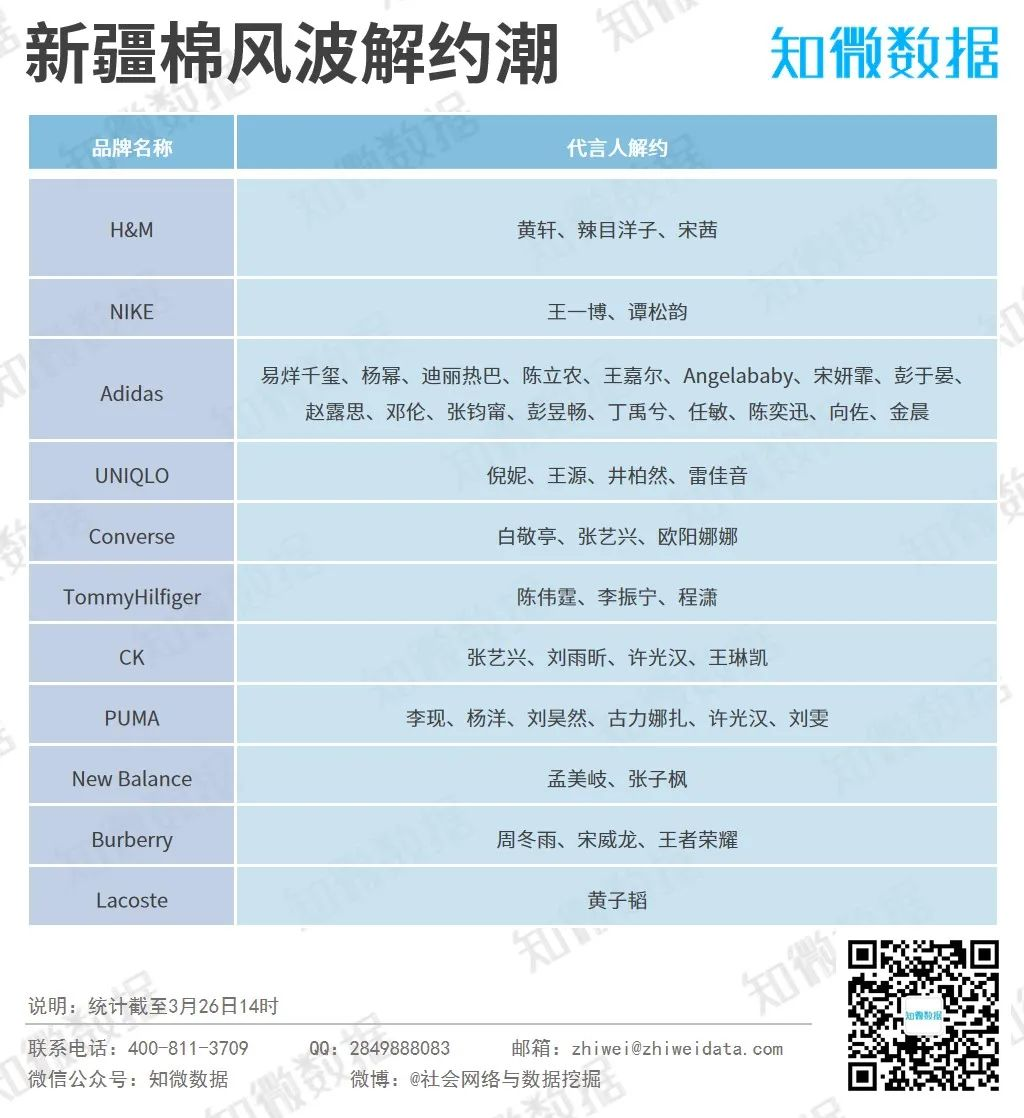 新疆棉风波解约潮
知微数据
品牌名称 代言人解约
H&M 黄轩、辣目洋子、宋茜
NIKE 王一博、谭松韵
Adidas 易烊千玺、杨幂、迪丽热巴、陈立农、王嘉尔、Angelababy、宋妍霏、彭于晏、
赵露思、邓伦、张钧甯、彭昱畅、丁禹兮、任敏、陈奕迅、向佐、金晨
UNIQLO 倪妮、王源、井柏然、雷佳音
Converse 白敬亭、张艺兴、欧阳娜娜
TommyHilfiger 陈伟霆、李振宁、程潇
CK 张艺兴、刘雨昕、许光汉、王琳凯
PUMA 李现、杨洋、刘昊然、古力娜扎、许光汉、刘雯
New Balance 孟美岐、张子枫
Burberry 周冬雨、宋威龙、王者荣耀
Lacoste 黄子韬
说明：统计截至3月26日14时
联系电话：400-811-3709 QQ：2849888083 邮箱：zhiwei@zhiweidata.com
微信公众号：知微数据 微博：@社会网络与数据挖掘
知微数据